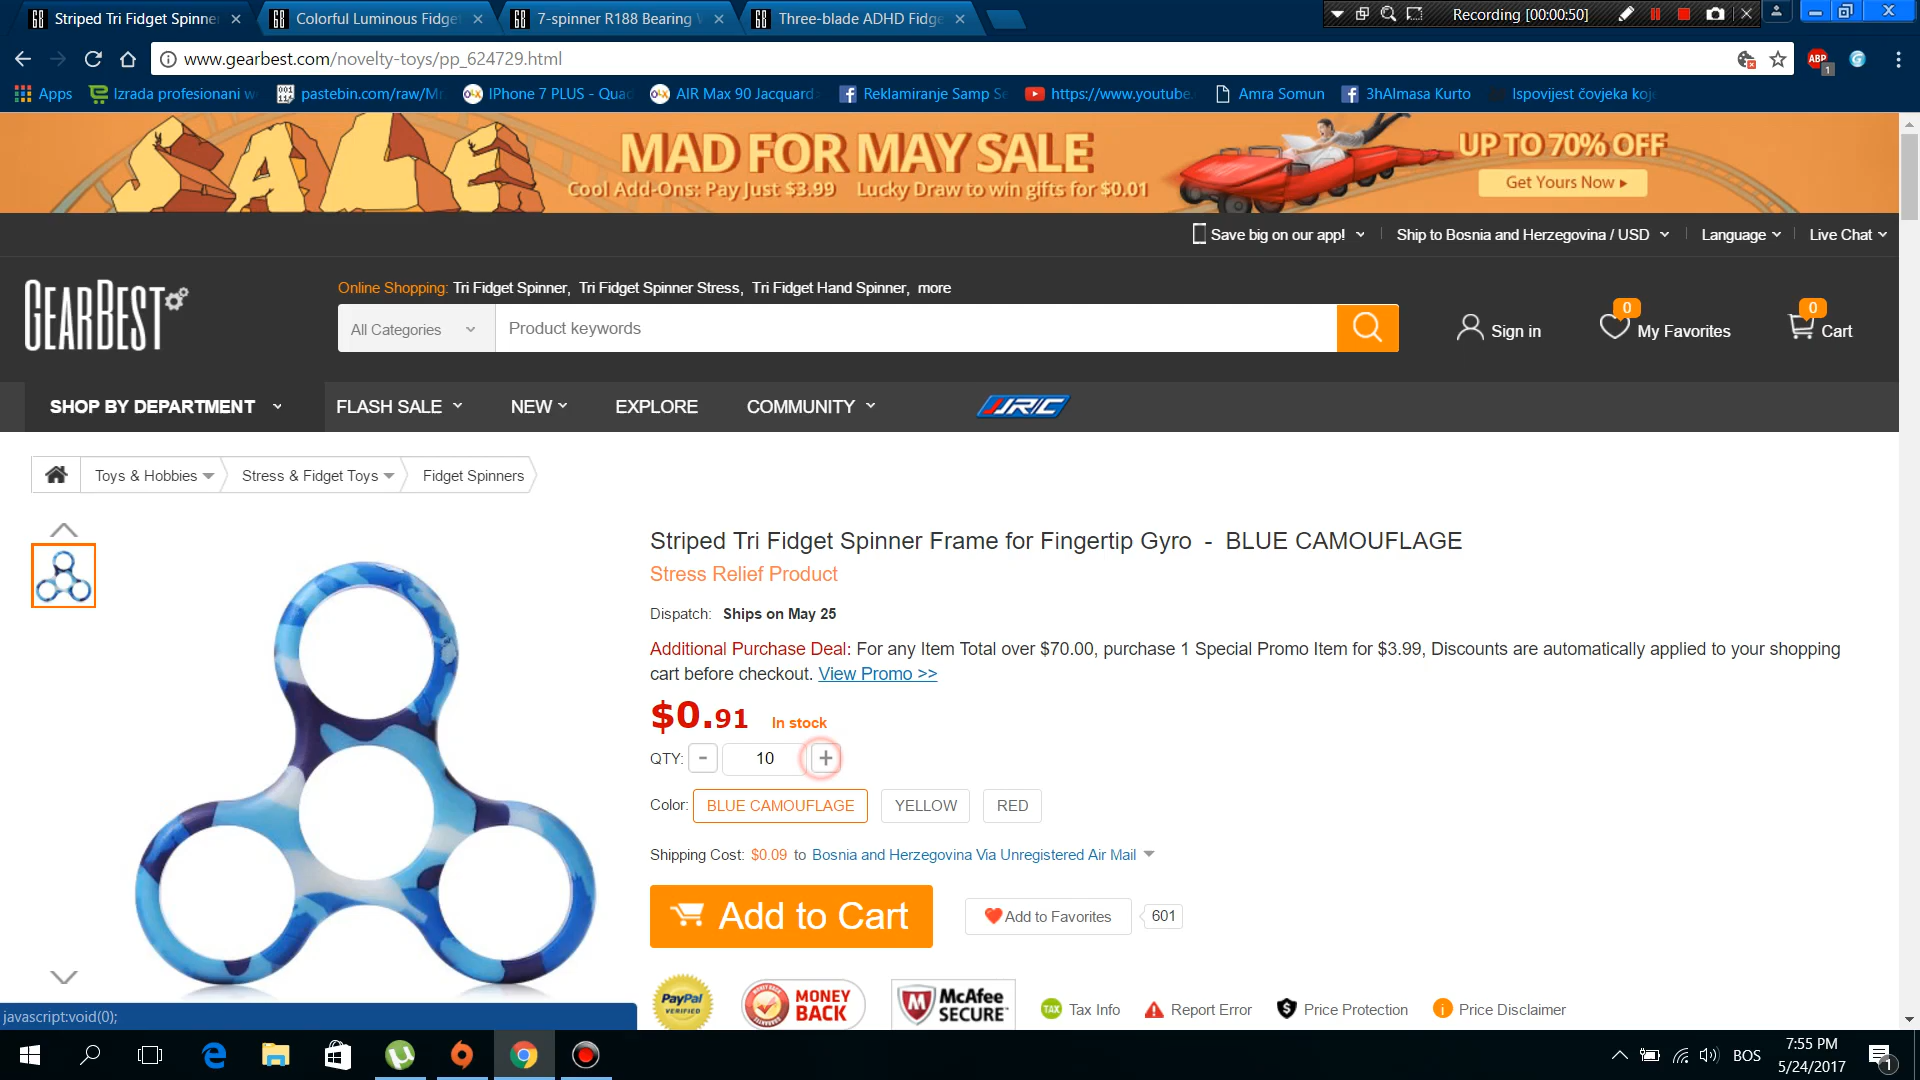 Striped Tri Fidget Spinne
Colorful Luminous Fidge
7-spinner R188 Bearing
Three-blade ADHD Fidge
Recording [00:00:50]
www.gearbest.com/novelty-toys/pp_624729.html
ABP
1
Apps
Izrada profesionani w
pastebin.com/raw/M
IPhone 7 PLUS - Quad
AIR Max 90 Jacquard
Reklamiranje Samp Se
https://www.youtube.
Amra Somun
3hAlmasa Kurto
Ispovijest čovjeka koj
SALE
MAD FOR MAY SALE
Cool Add-Ons: Pay Just $3.99 Lucky Draw to win gifts for $0.01
UP TO 70% OFF
Get Yours Now
Save big on our app!
Ship to Bosnia and Herzegovina / USD
Language
Live Chat
GEARBEST
Online Shopping: Tri Fidget Spinner, Tri Fidget Spinner Stress, Tri Fidget Hand Spinner, more
All Categories
Product keywords
Sign in
0
My Favorites
0
Cart
SHOP BY DEPARTMENT
FLASH SALE
NEW
EXPLORE
COMMUNITY
JJRC
Toys & Hobbies
Stress & Fidget Toys
Fidget Spinners
Striped Tri Fidget Spinner Frame for Fingertip Gyro - BLUE CAMOUFLAGE
Stress Relief Product
Dispatch: Ships on May 25
Additional Purchase Deal: For any Item Total over $70.00, purchase 1 Special Promo Item for $3.99, Discounts are automatically applied to your shopping
cart before checkout. View Promo >>
$0.91 In stock
QTY: - 10 +
Color: BLUE CAMOUFLAGE YELLOW RED
Shipping Cost: $0.09 to Bosnia and Herzegovina Via Unregistered Air Mail
Add to Cart
Add to Favorites
601
PayPal
VERIFIED
MONEY
BACK
McAfee
SECURE
TAX
Tax Info
Report Error
Price Protection
Price Disclaimer
javascript:void(0);
BOS
7:55 PM
5/24/2017
1